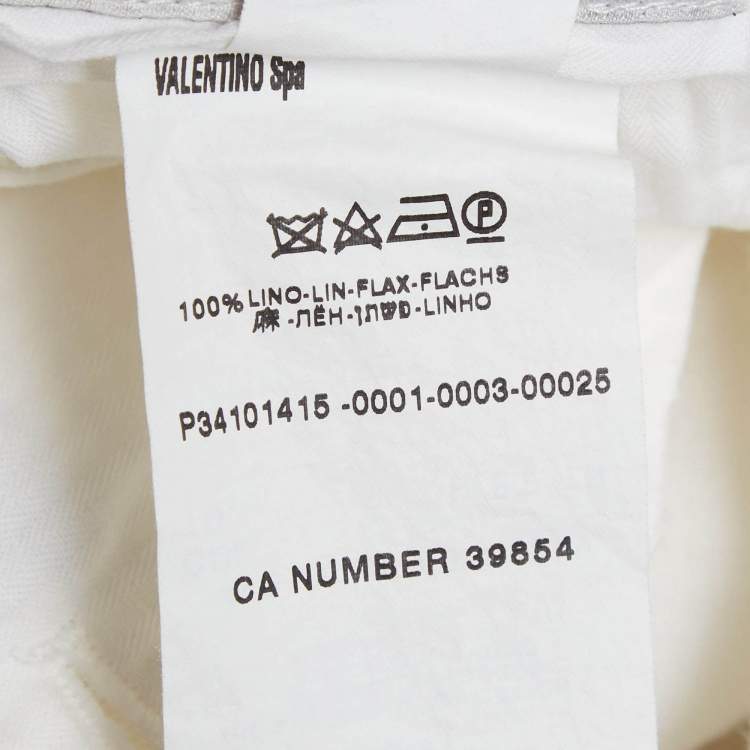 VALENTINO Spa
P
100% LINO-LIN-FLAX-FLACHS
麻-ЛЁН-פשתן-LINHO
P34101415 -0001-0003-00025
CA NUMBER 39854